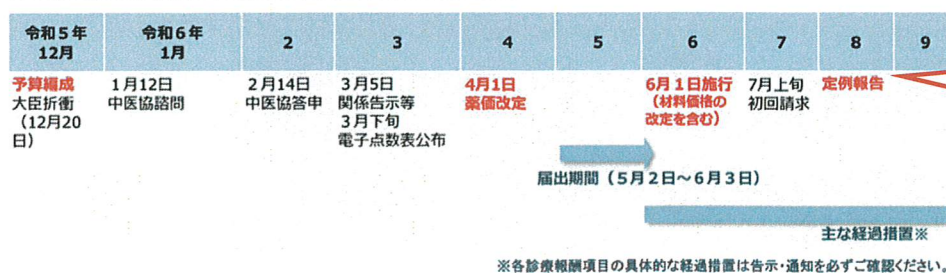 令和5年
12月
令和6年
1月
2
3
4
5
6
7
8
9
予算編成
大臣折衝
（12月20
日）
1月12日
中医協諮問
2月14日
中医協答申
3月5日
関係告示等
3月下旬
電子点数表公布
4月1日
薬価改定
6月1日施行
（材料価格の
改定を含む）
7月上旬
初回請求
定例報告
届出期間（5月2日～6月3日）
主な経過措置※
※各診療報酬項目の具体的な経過措置は告示・通知を必ずご確認ください。